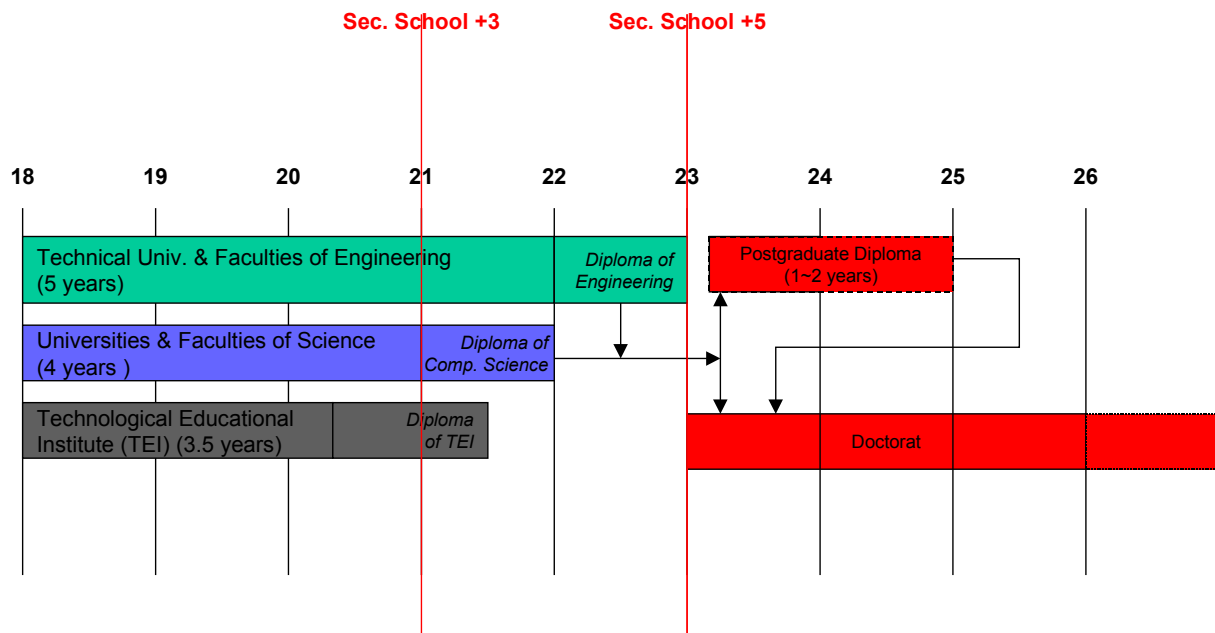 Sec. School +3
Sec. School +5
18
19
20
21
22
23
24
25
26
Technical Univ. & Faculties of Engineering
(5 years)
Diploma of
Engineering
Postgraduate Diploma
(1~2 years)
Universities & Faculties of Science
(4 years )
Diploma of
Comp. Science
Technological Educational
Institute (TEI) (3.5 years)
Diploma
of TEI
Doctorat